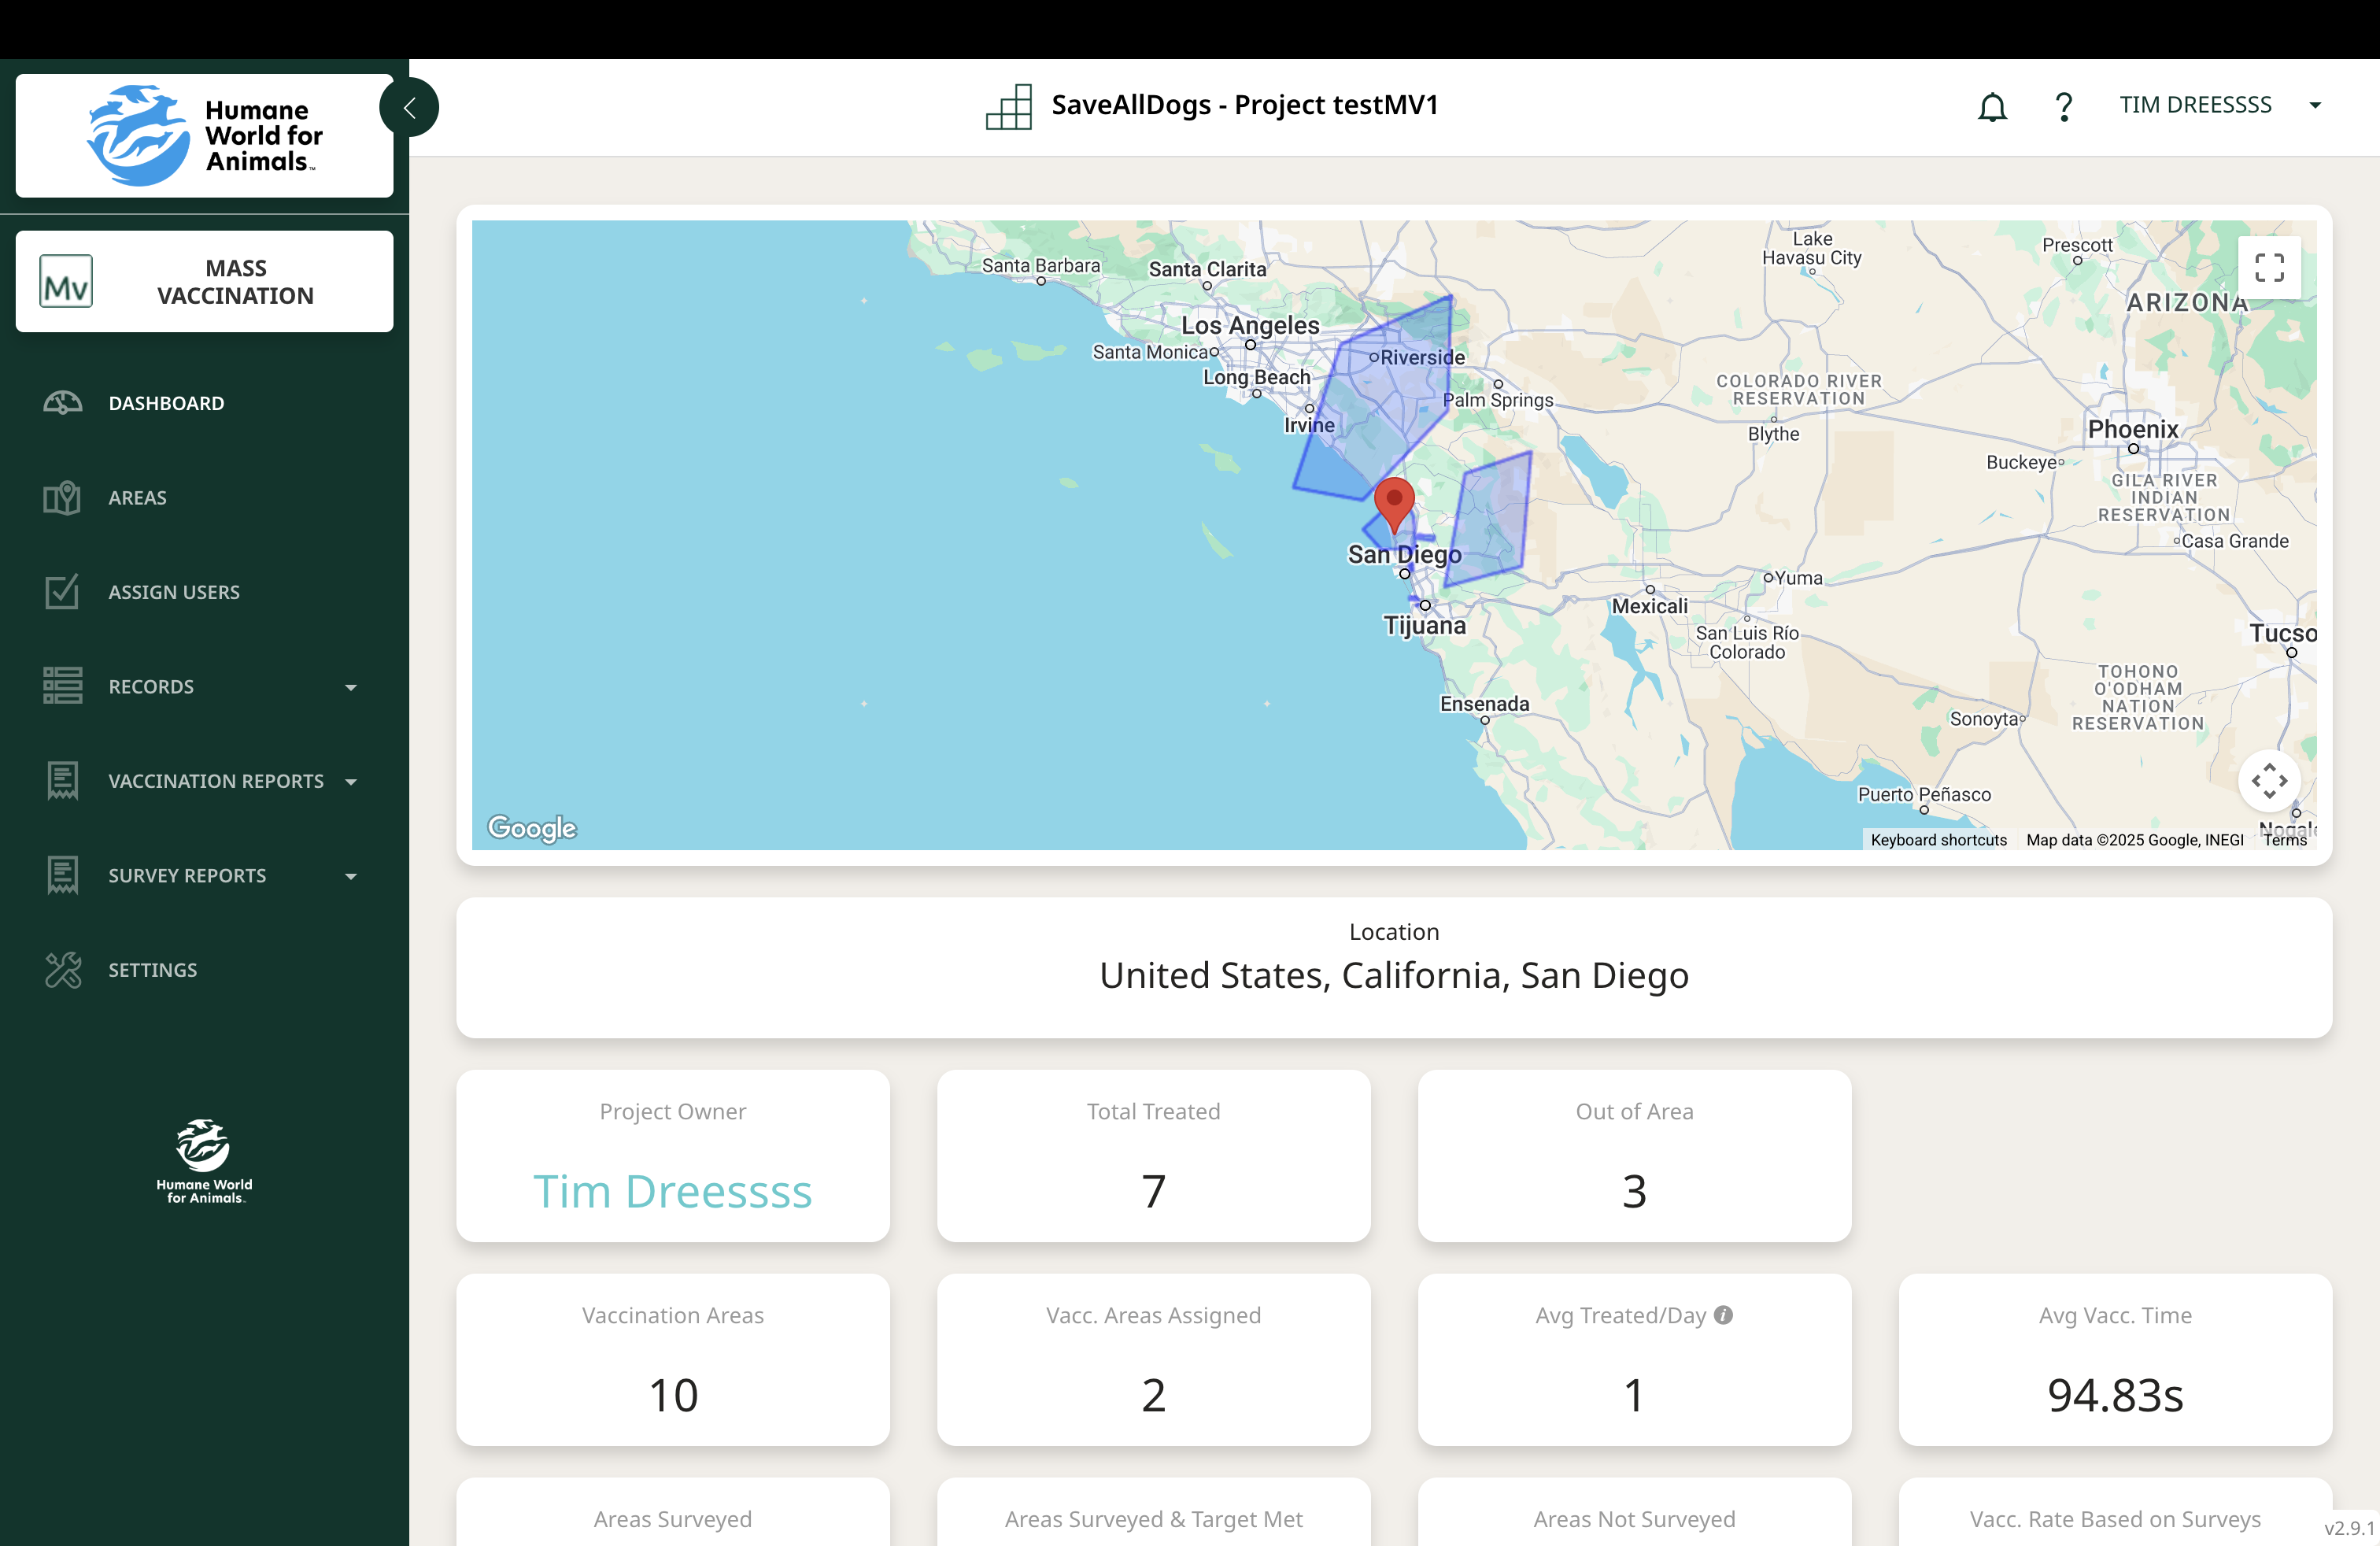 Humane
World for
Animals™
SaveAllDogs - Project testMV1
TIM DREESSSS
Mv
MASS
VACCINATION
DASHBOARD
AREAS
ASSIGN USERS
RECORDS
VACCINATION REPORTS
SURVEY REPORTS
SETTINGS
Humane World
for Animals™
Santa Barbara
Santa Clarita
Los Angeles
Santa Monica
Long Beach
Irvine
Riverside
Palm Springs
Lake
Havasu City
Prescott
ARIZONA
COLORADO RIVER
RESERVATION
Blythe
Phoenix
Buckeye
GILA RIVER
INDIAN
RESERVATION
Casa Grande
San Diego
Tijuana
Mexicali
Yuma
San Luis Río
Colorado
Tucso
TOHONO
O'ODHAM
NATION
RESERVATION
Ensenada
Sonoyta
Puerto Peñasco
Nogal
Google
Keyboard shortcuts
Map data ©2025 Google, INEGI
Terms
Location
United States, California, San Diego
Project Owner
Tim Dreessss
Total Treated
7
Out of Area
3
Vaccination Areas
10
Vacc. Areas Assigned
2
Avg Treated/Day i
1
Avg Vacc. Time
94.83s
Areas Surveyed
Areas Surveyed & Target Met
Areas Not Surveyed
Vacc. Rate Based on Surveys
v2.9.1